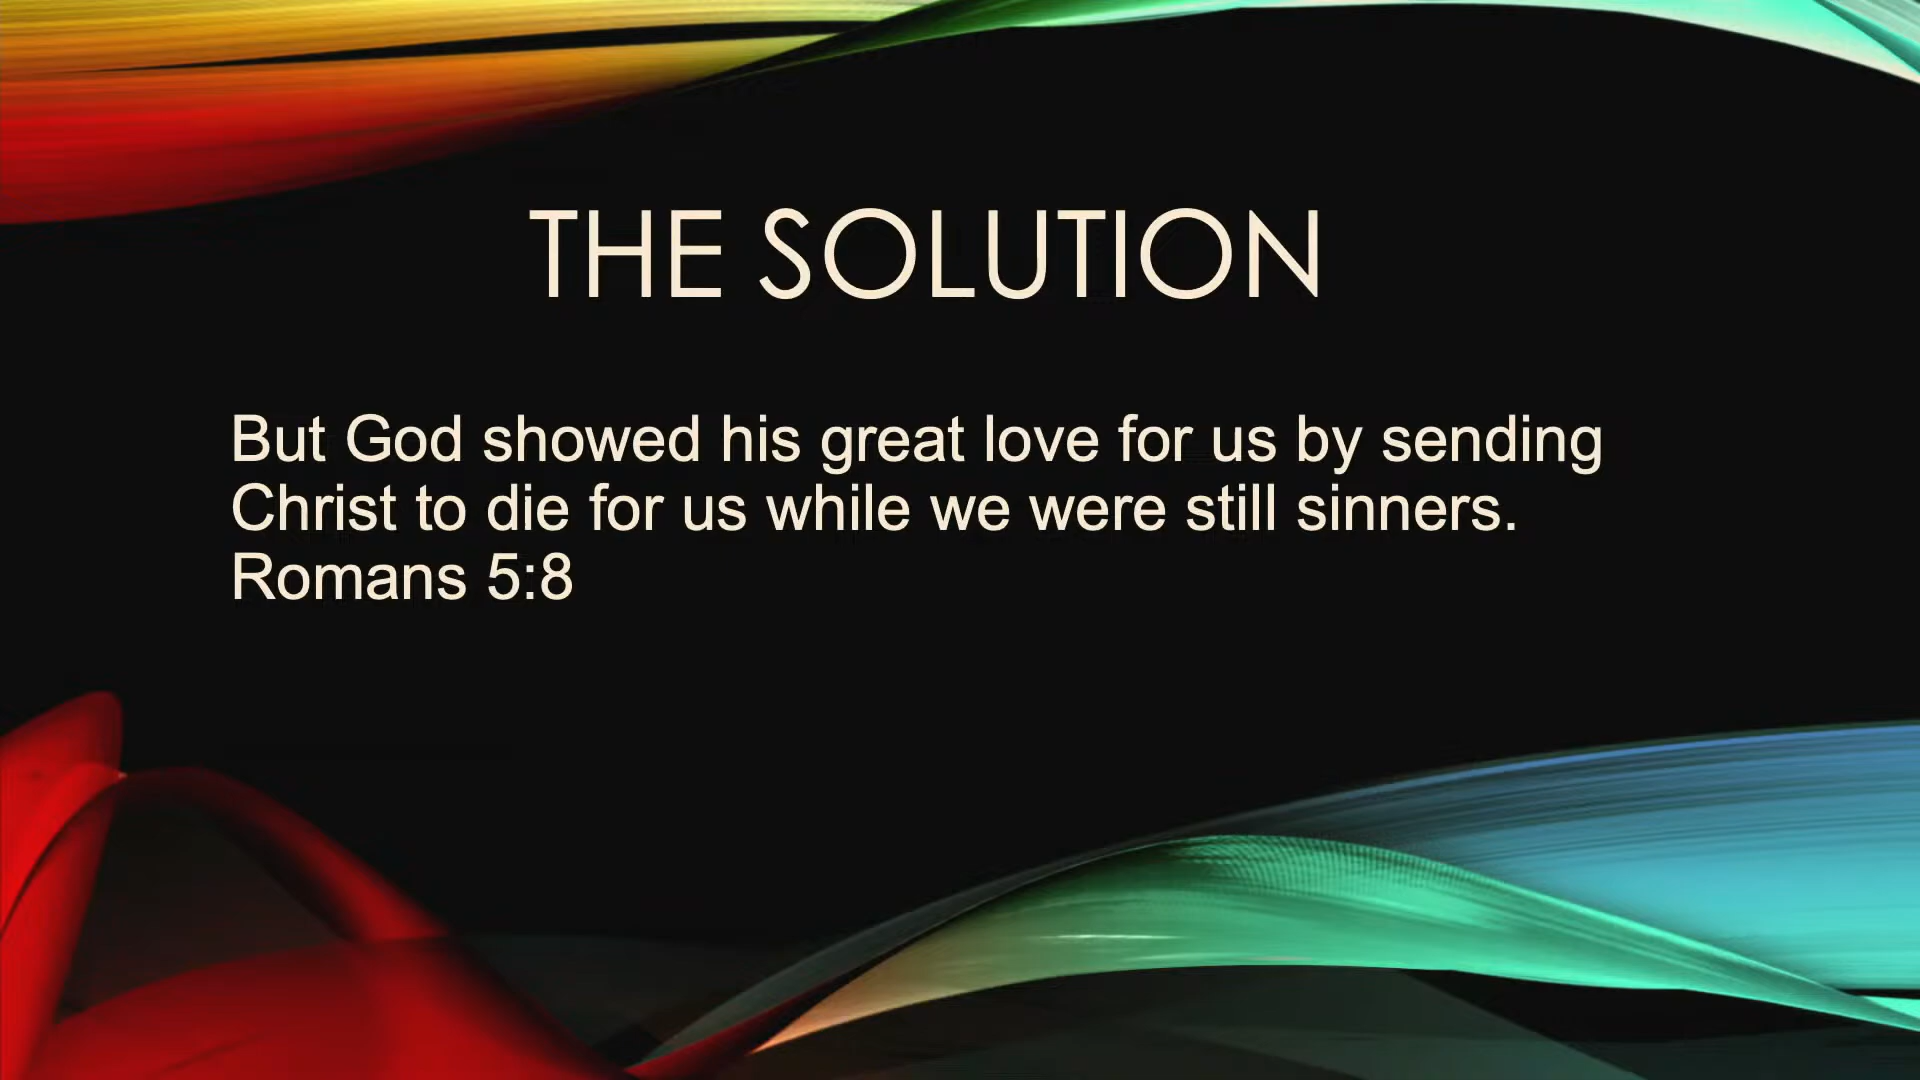 THE SOLUTION
But God showed his great love for us by sending
Christ to die for us while we were still sinners.
Romans 5:8